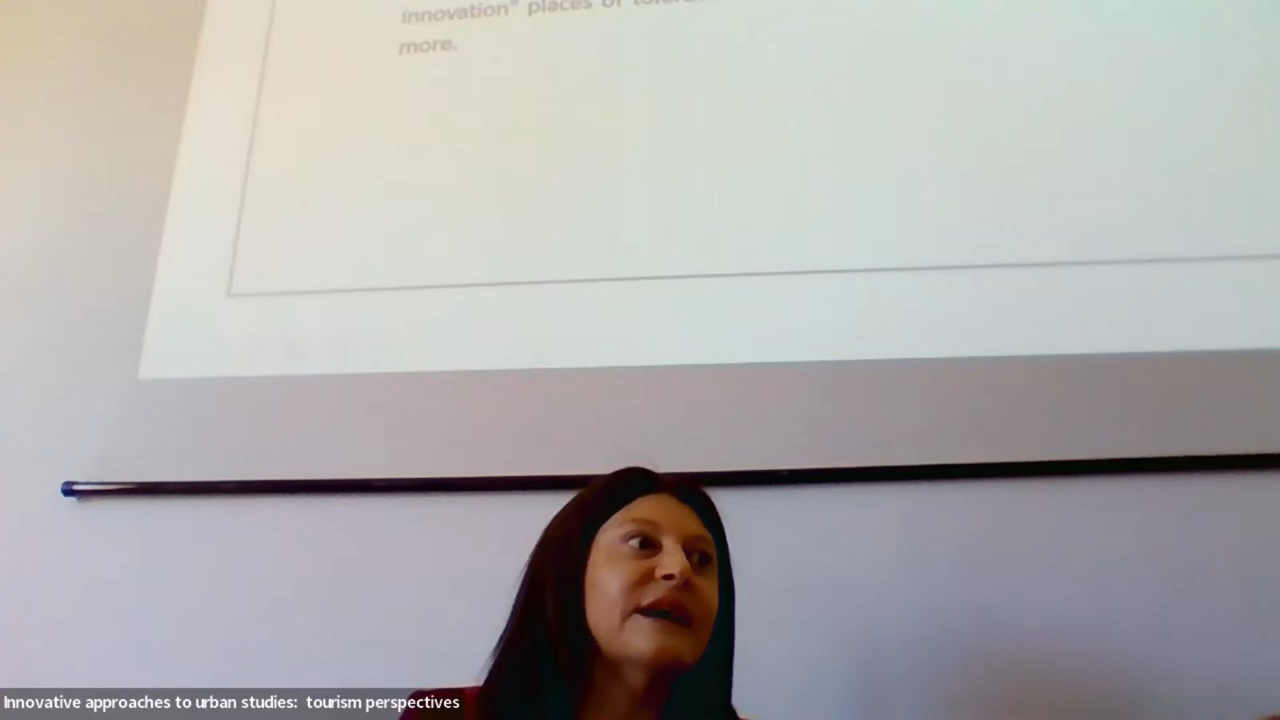 innovation" places of
more.
Innovative approaches to urban studies: tourism perspectives